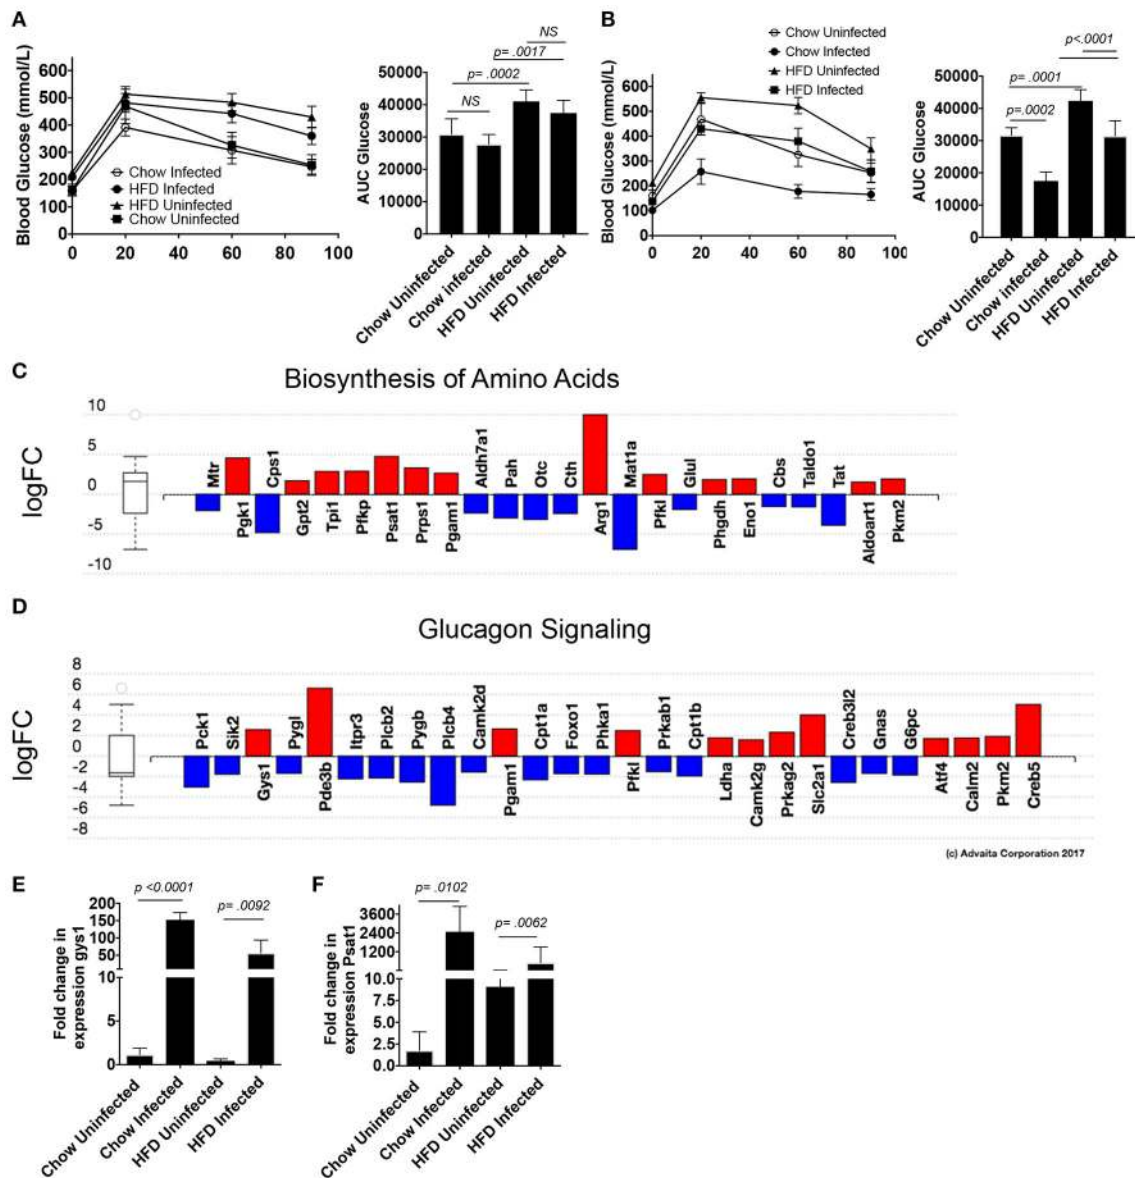 A
NS
p= .0017
p= .0002
NS
Blood Glucose (mmol/L)
600
500
400
300
200
100
0
0 20 40 60 80 100
Chow Infected
HFD Infected
HFD Uninfected
Chow Uninfected
AUC Glucose
50000
40000
30000
20000
10000
0
Chow Uninfected
Chow infected
HFD Uninfected
HFD Infected
B
Chow Uninfected
Chow Infected
HFD Uninfected
HFD Infected
Blood Glucose (mmol/L)
600
500
400
300
200
100
0
0 20 40 60 80 100
p<.0001
p= .0001
p=.0002
AUC Glucose
50000
40000
30000
20000
10000
0
Chow Uninfected
Chow infected
HFD Uninfected
HFD Infected
C
Biosynthesis of Amino Acids
logFC
10
5
0
-5
-10
Mtr
Pgk1
Cps1
Gpt2
Tpi1
Pfkp
Psat1
Prps1
Pgam1
Aldh7a1
Pah
Otc
Cth
Arg1
Mat1a
Pfkl
Glul
Phgdh
Eno1
Cbs
Taldo1
Tat
Aldoart1
Pkm2
D
Glucagon Signaling
logFC
8
6
4
2
0
-2
-4
-6
-8
Pck1
Sik2
Gys1
Pygl
Pde3b
Itpr3
Plcb2
Pygb
Plcb4
Camk2d
Pgam1
Cpt1a
Foxo1
Phka1
Pfkl
Prkab1
Cpt1b
Ldha
Camk2g
Prkag2
Slc2a1
Creb3l2
Gnas
G6pc
Atf4
Calm2
Pkm2
Creb5
(c) Advaita Corporation 2017
E
p <0.0001
p= .0092
Fold change in
expression gys1
200
150
100
50
10
5
0
Chow Uninfected
Chow Infected
HFD Uninfected
HFD Infected
F
p= .0102
p= .0062
Fold change in
expression Psat1
3600
2400
1200
10.0
7.5
5.0
2.5
0.0
Chow Uninfected
Chow Infected
HFD Uninfected
HFD Infected